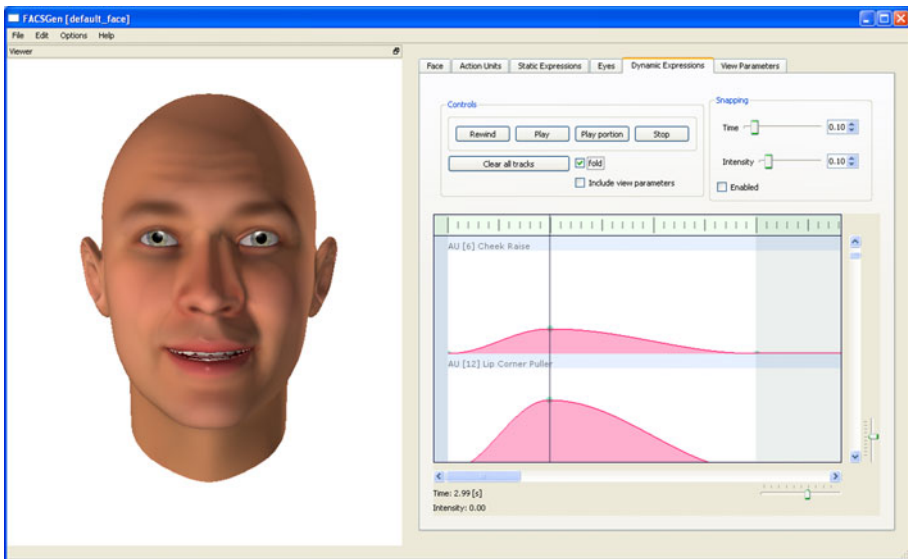 FACSGen [default_face]
File Edit Options Help
Viewer
Face Action Units Static Expressions Eyes Dynamic Expressions View Parameters
Controls
Rewind Play Play portion Stop
Clear all tracks fold
Include view parameters
Snapping
Time 0.10
Intensity 0.10
Enabled
AU [6] Cheek Raise
AU [12] Lip Corner Puller
Time: 2.99 [s]
Intensity: 0.00